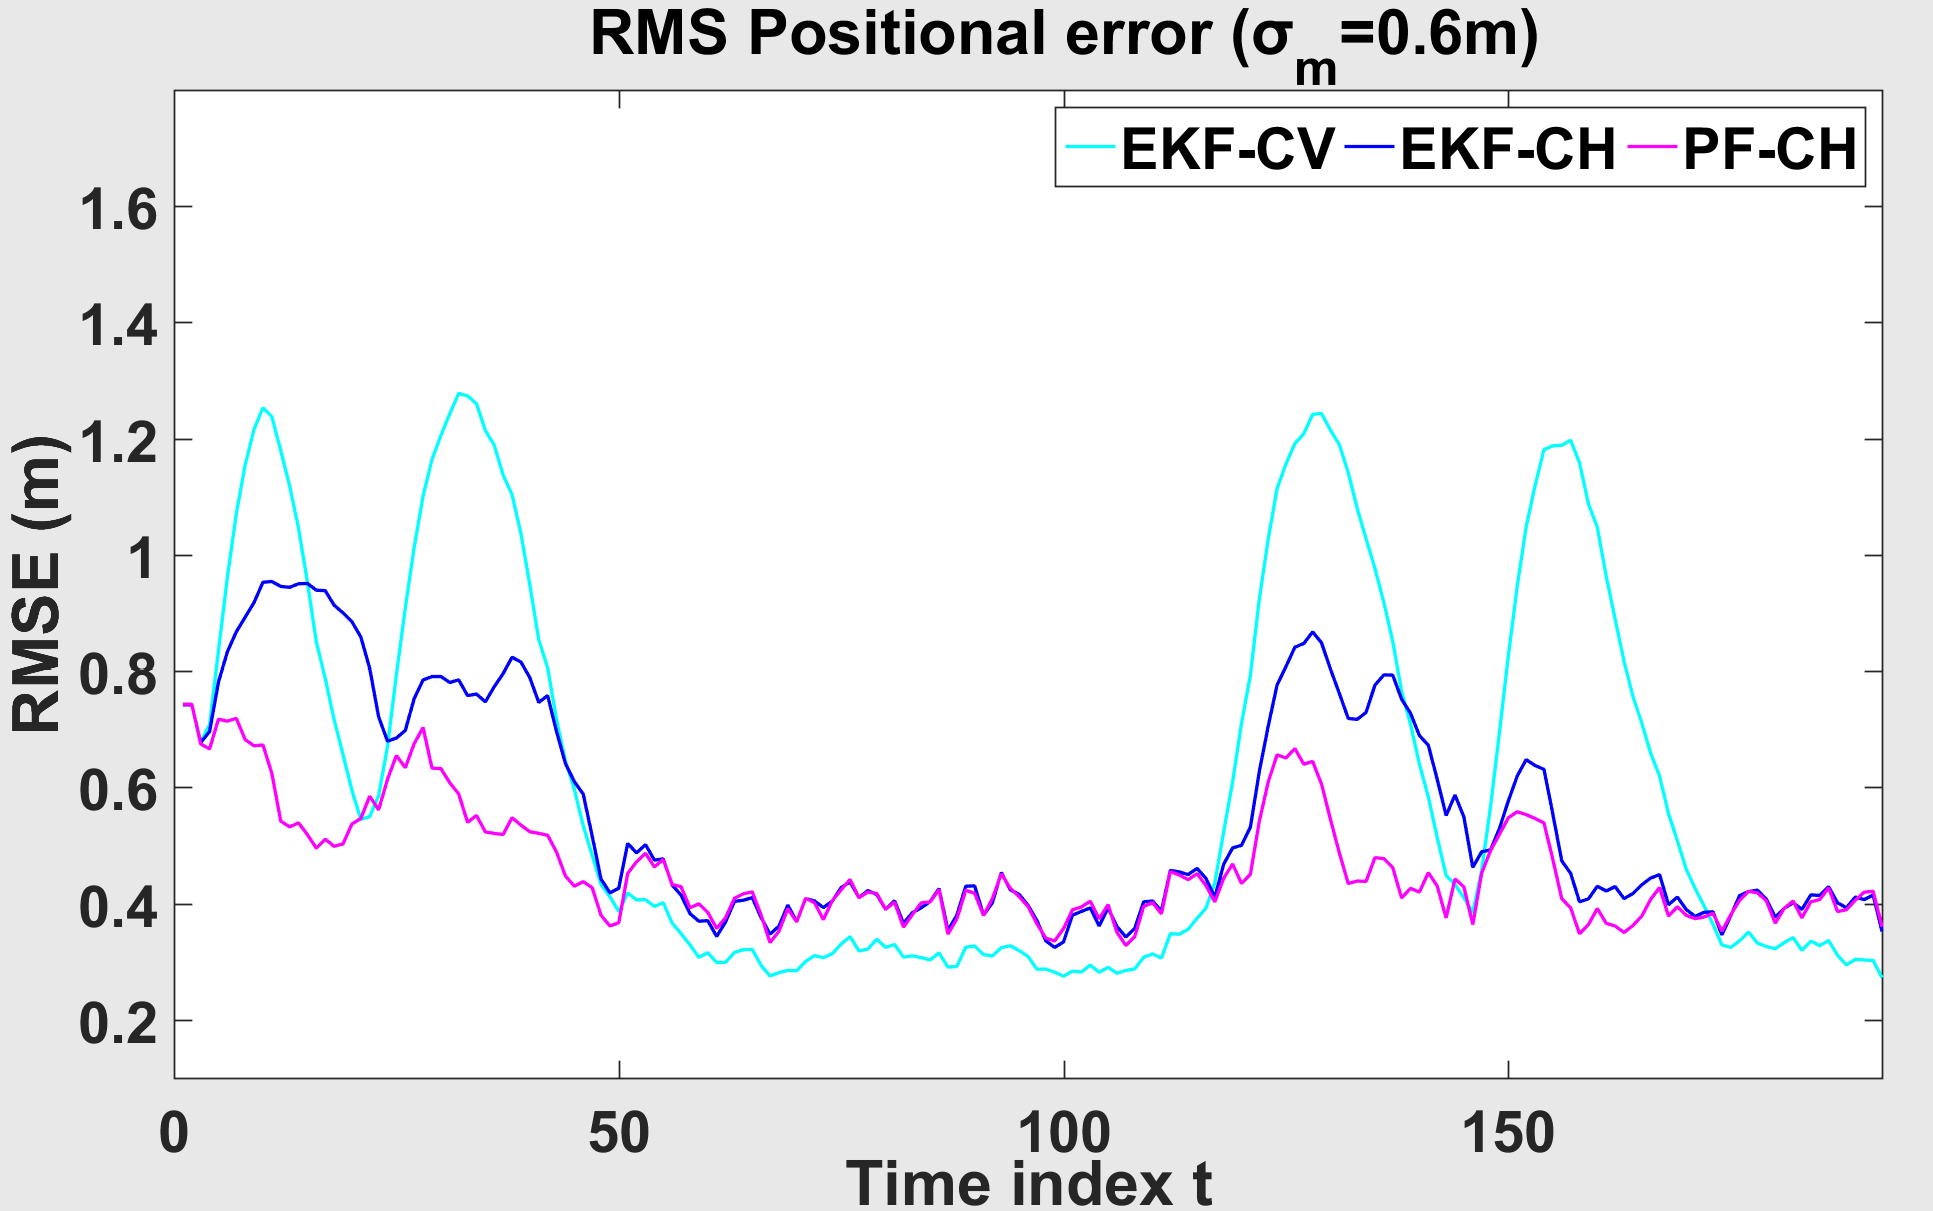 RMS Positional error (σm=0.6m)
EKF-CV EKF-CH PF-CH
1.6
1.4
1.2
1
0.8
0.6
0.4
0.2
RMSE (m)
0 50 100 150
Time index t